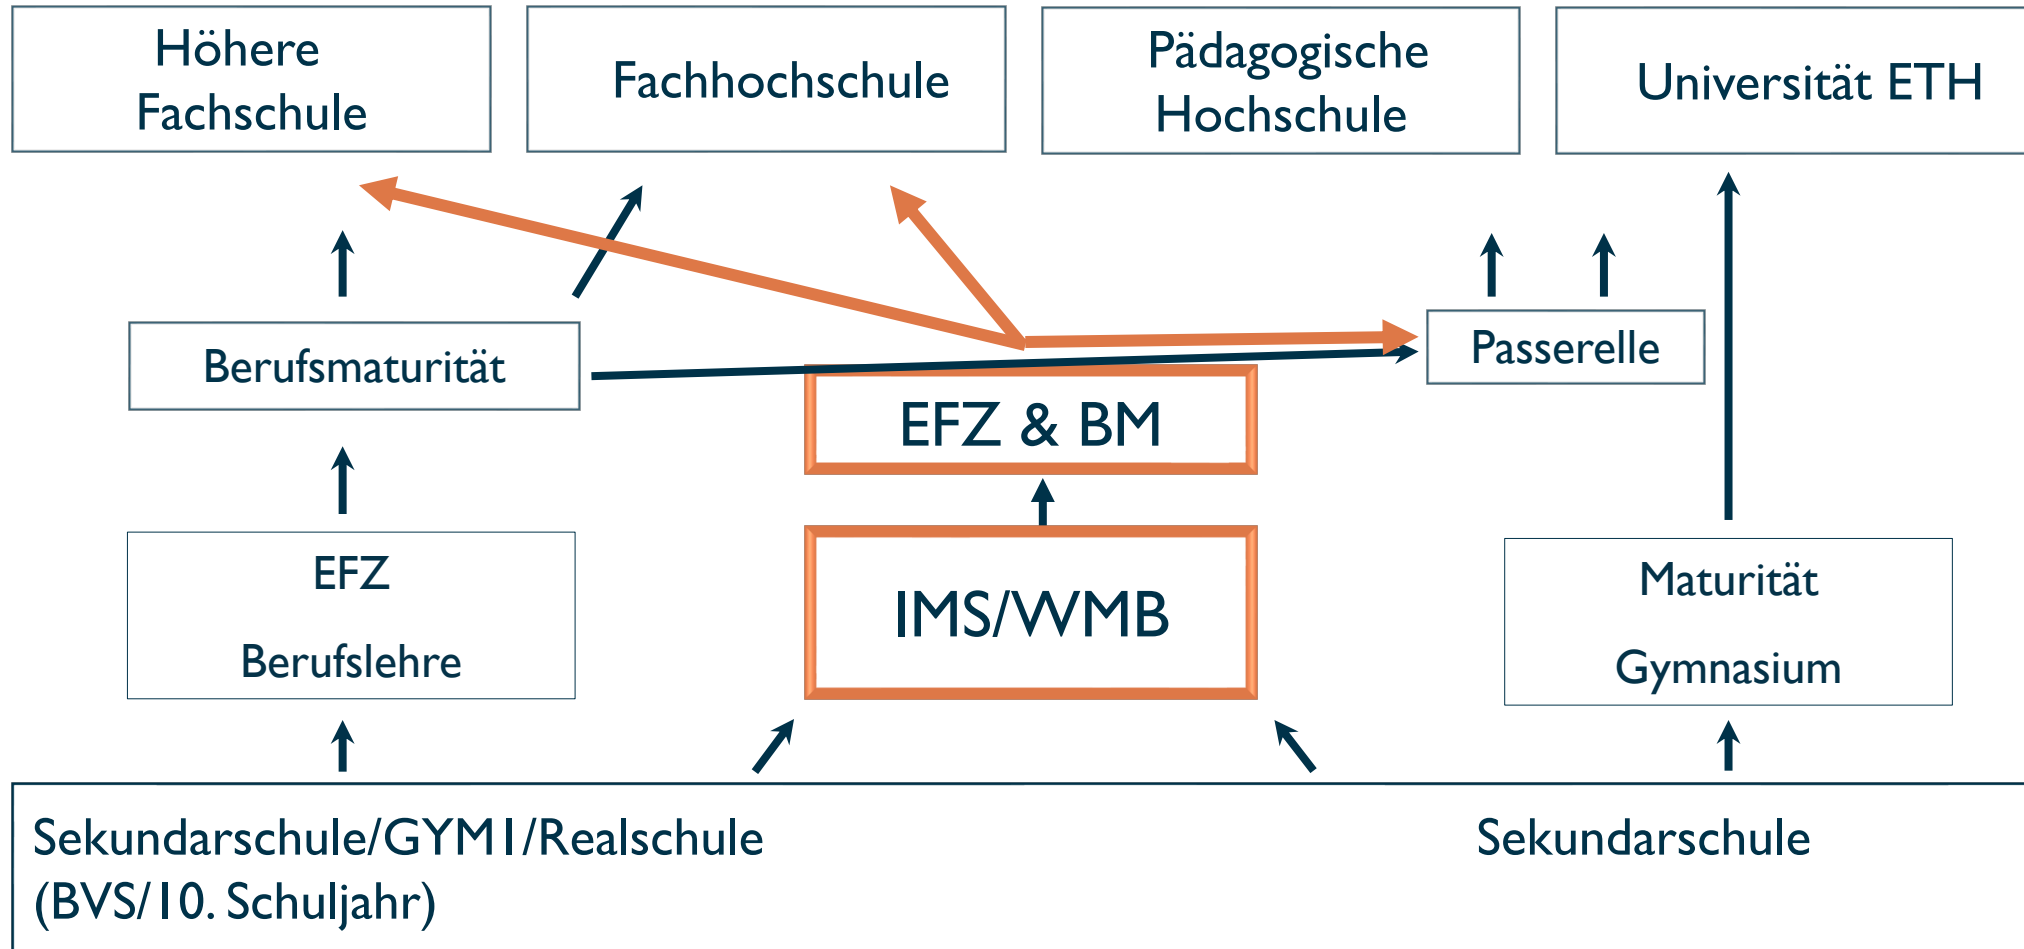 Höhere
Fachschule
Fachhochschule
Pädagogische
Hochschule
Universität ETH
Berufsmaturität
Passerelle
EFZ & BM
EFZ
Berufslehre
IMS/WMB
Maturität
Gymnasium
Sekundarschule/GYM1/Realschule
(BVS/10. Schuljahr)
Sekundarschule